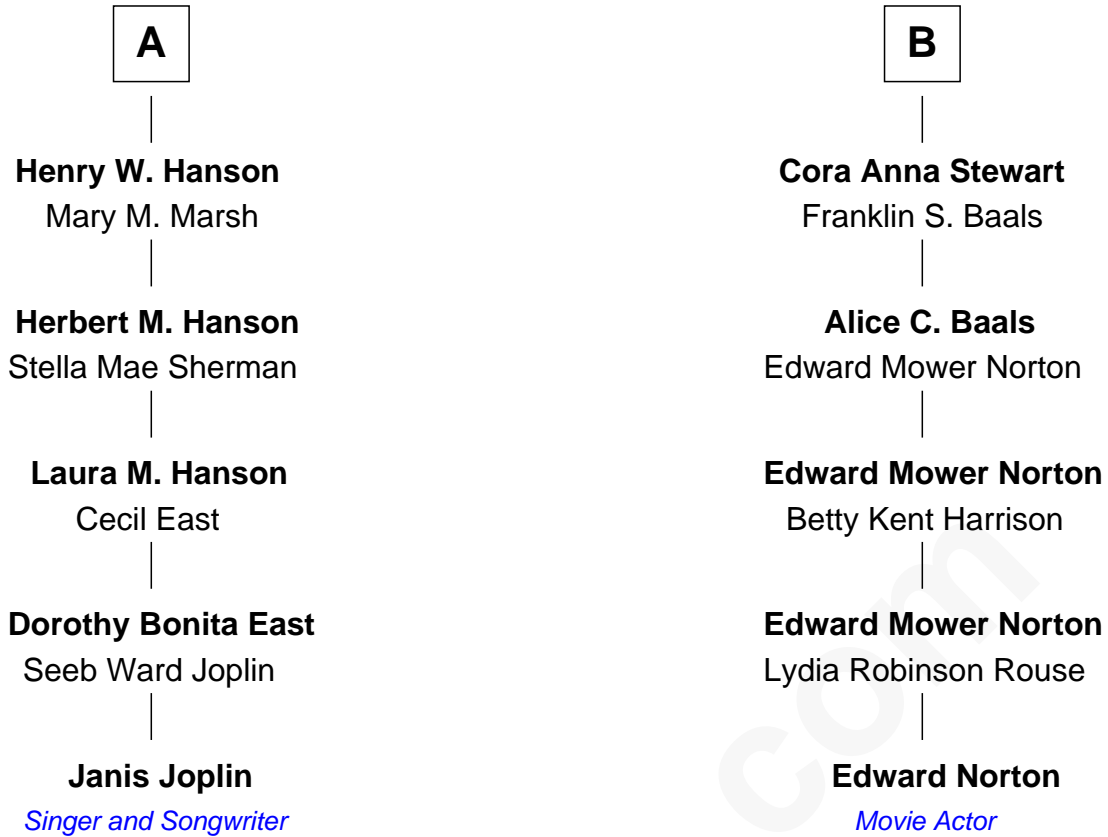 A
Henry W. Hanson
Mary M. Marsh
Herbert M. Hanson
Stella Mae Sherman
Laura M. Hanson
Cecil East
Dorothy Bonita East
Seeb Ward Joplin
Janis Joplin
Singer and Songwriter
B
Cora Anna Stewart
Franklin S. Baals
Alice C. Baals
Edward Mower Norton
Edward Mower Norton
Betty Kent Harrison
Edward Mower Norton
Lydia Robinson Rouse
Edward Norton
Movie Actor
com